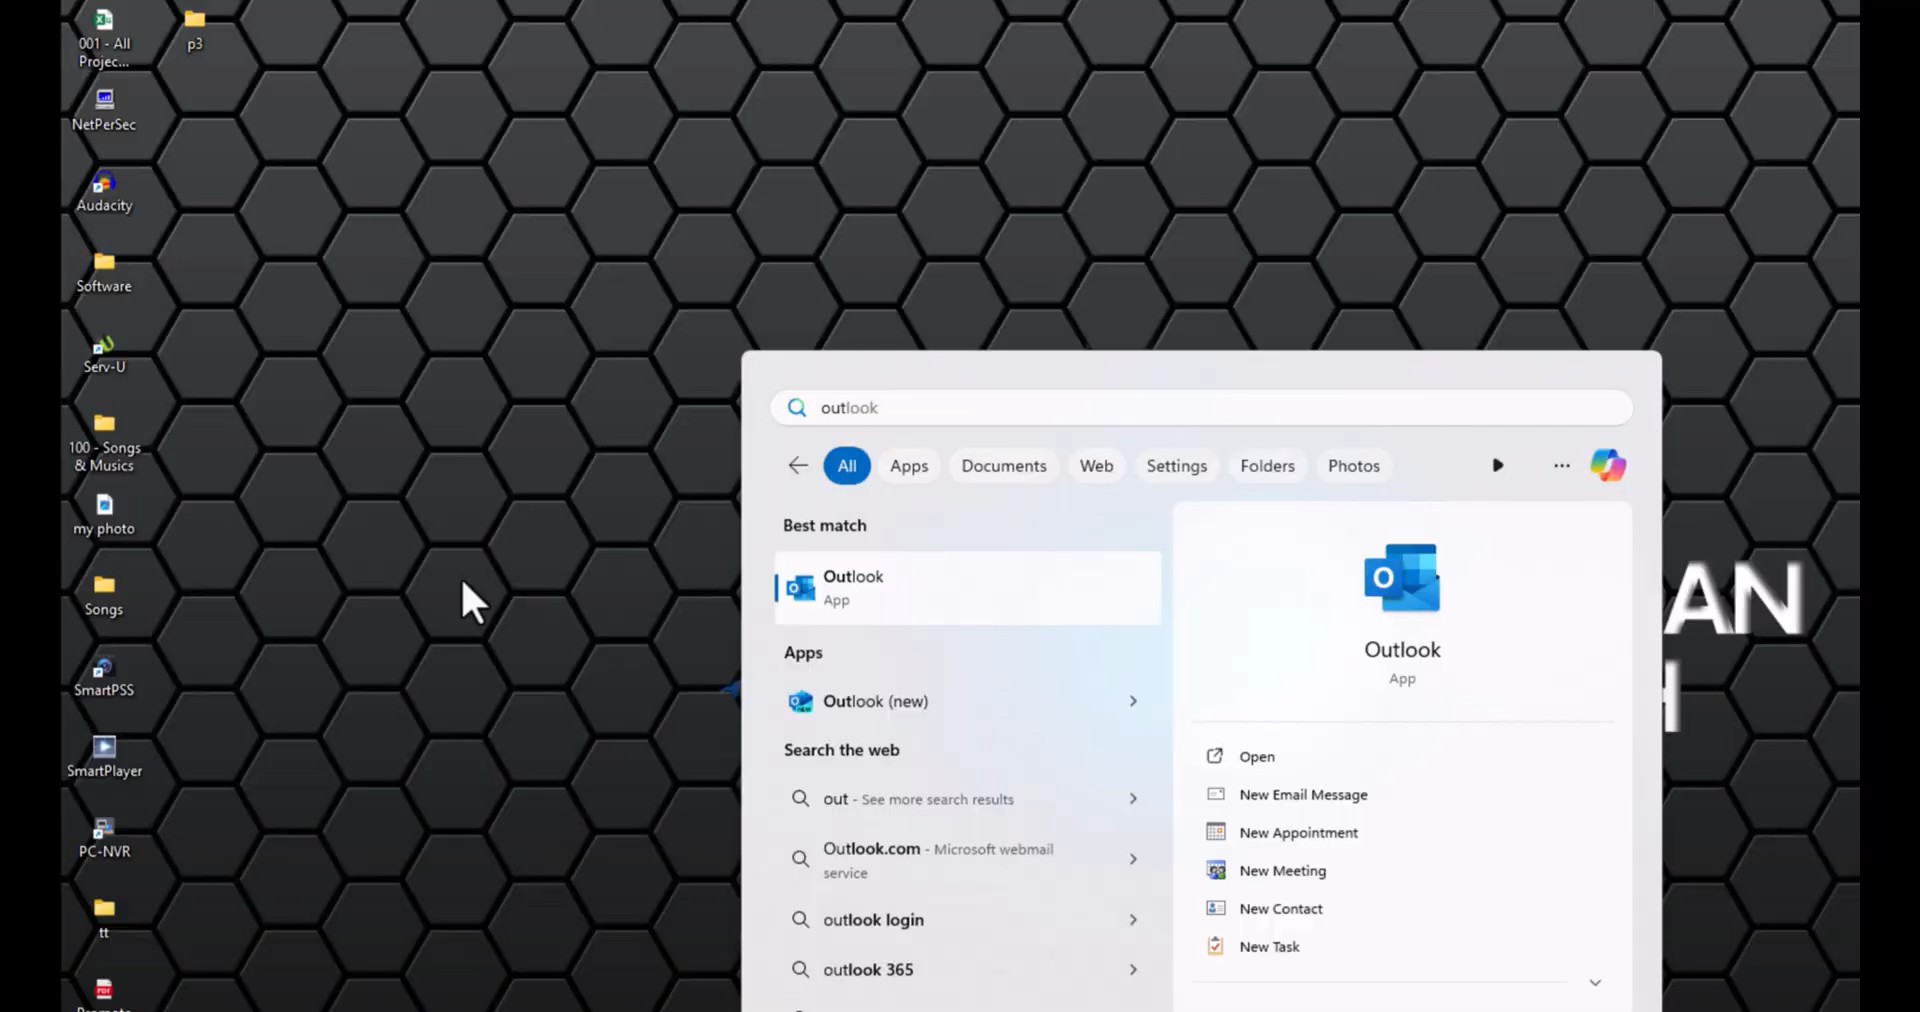 001 - All
Projec...
p3
NetPerSec
Audacity
Software
Serv-U
100 - Songs
& Musics
my photo
Songs
SmartPSS
SmartPlayer
PC-NVR
tt
outlook
All
Apps
Documents
Web
Settings
Folders
Photos
Best match
Outlook
App
Apps
Outlook (new)
Search the web
out - See more search results
Outlook.com - Microsoft webmail
service
outlook login
outlook 365
Outlook
App
Open
New Email Message
New Appointment
New Meeting
New Contact
New Task
AN